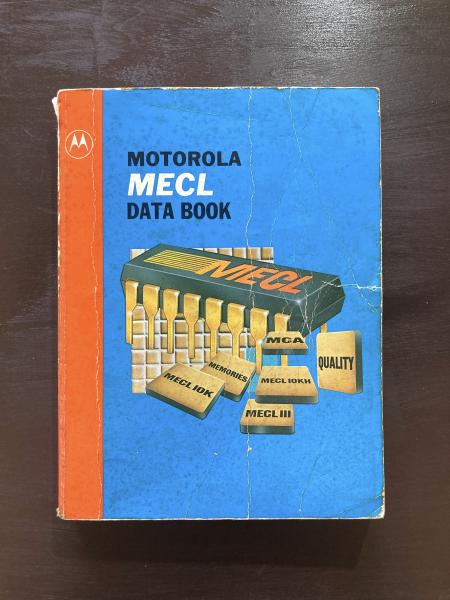 MOTOROLA
MECL
DATA BOOK
MECL
MCA
QUALITY
MEMORIES
MECL 10K
MECL 10KH
MECL III